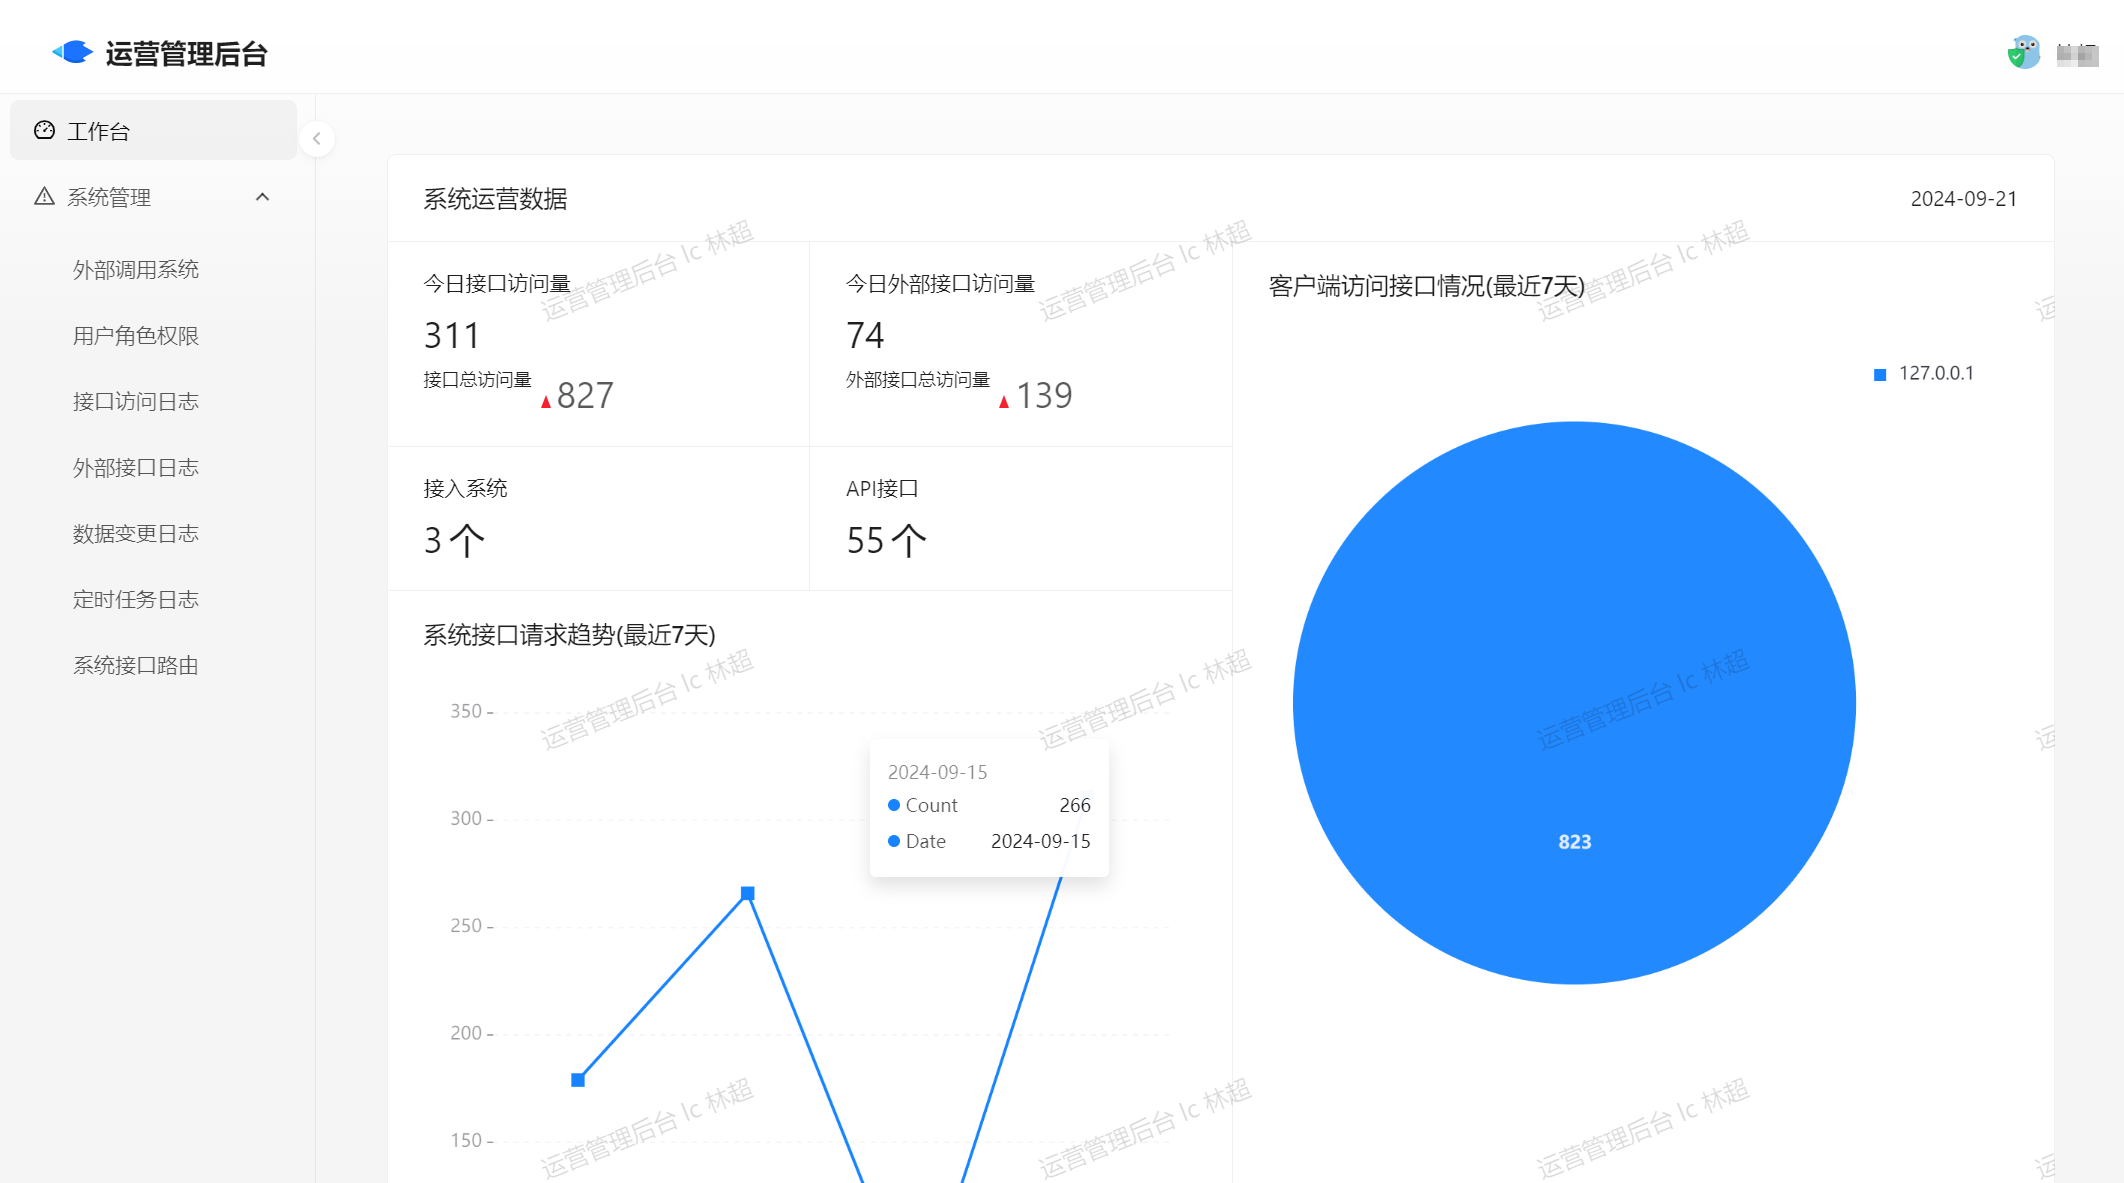 运营管理后台
工作台
系统管理
外部调用系统
用户角色权限
接口访问日志
外部接口日志
数据变更日志
定时任务日志
系统接口路由
系统运营数据
2024-09-21
今日接口访问量
311
接口总访问量
827
今日外部接口访问量
74
外部接口总访问量
139
接入系统
3 个
API接口
55 个
系统接口请求趋势(最近7天)
350
300
250
200
150
2024-09-15
Count 266
Date 2024-09-15
客户端访问接口情况(最近7天)
127.0.0.1
823
运营管理后台 lc 林超
运营管理后台 lc 林超
运营管理后台 lc 林超
运
运营管理后台 lc 林超
运营管理后台 lc 林超
运营管理后台 lc 林超
运
运营管理后台 lc 林超
运营管理后台 lc 林超
运营管理后台 lc 林超
运